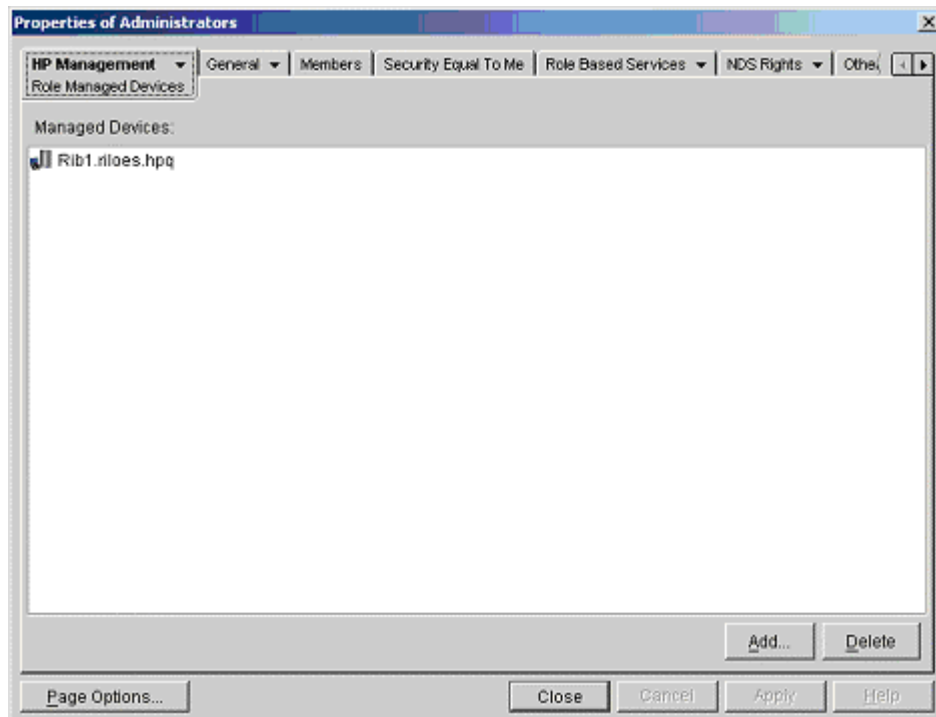 Properties of Administrators
HP Management General Members Security Equal To Me Role Based Services NDS Rights Other
Role Managed Devices
Managed Devices:
Rib1.riloes.hpq
Add... Delete
Page Options... Close Cancel Apply Help